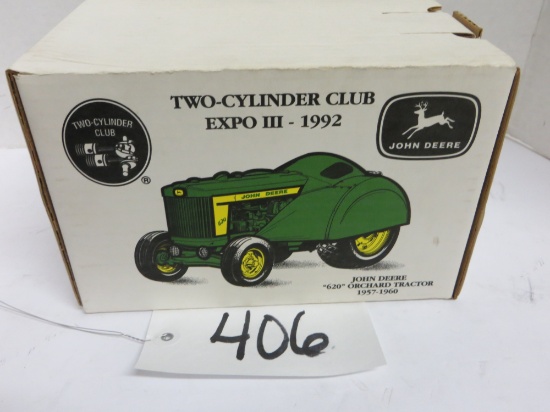 TWO-CYLINDER CLUB
EXPO III - 1992
TWO-CYLINDER
CLUB
®
JOHN DEERE
JOHN DEERE
620
JOHN DEERE
"620" ORCHARD TRACTOR
1957-1960
406